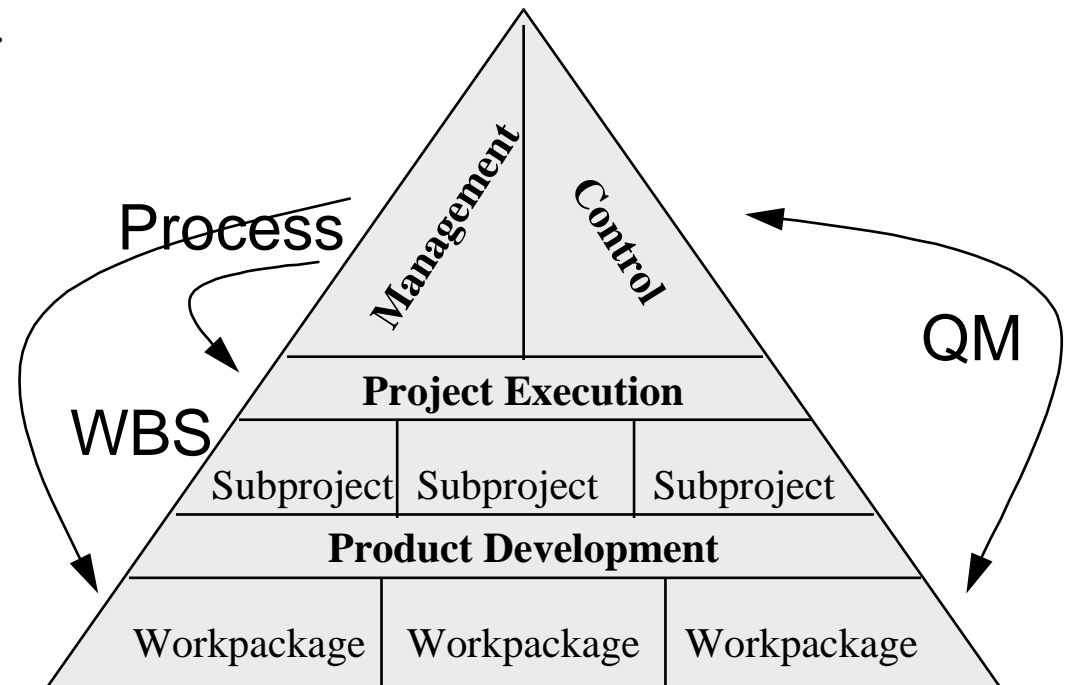 Management
Control
Process
QM
Project Execution
WBS
Subproject Subproject Subproject
Product Development
Workpackage Workpackage Workpackage